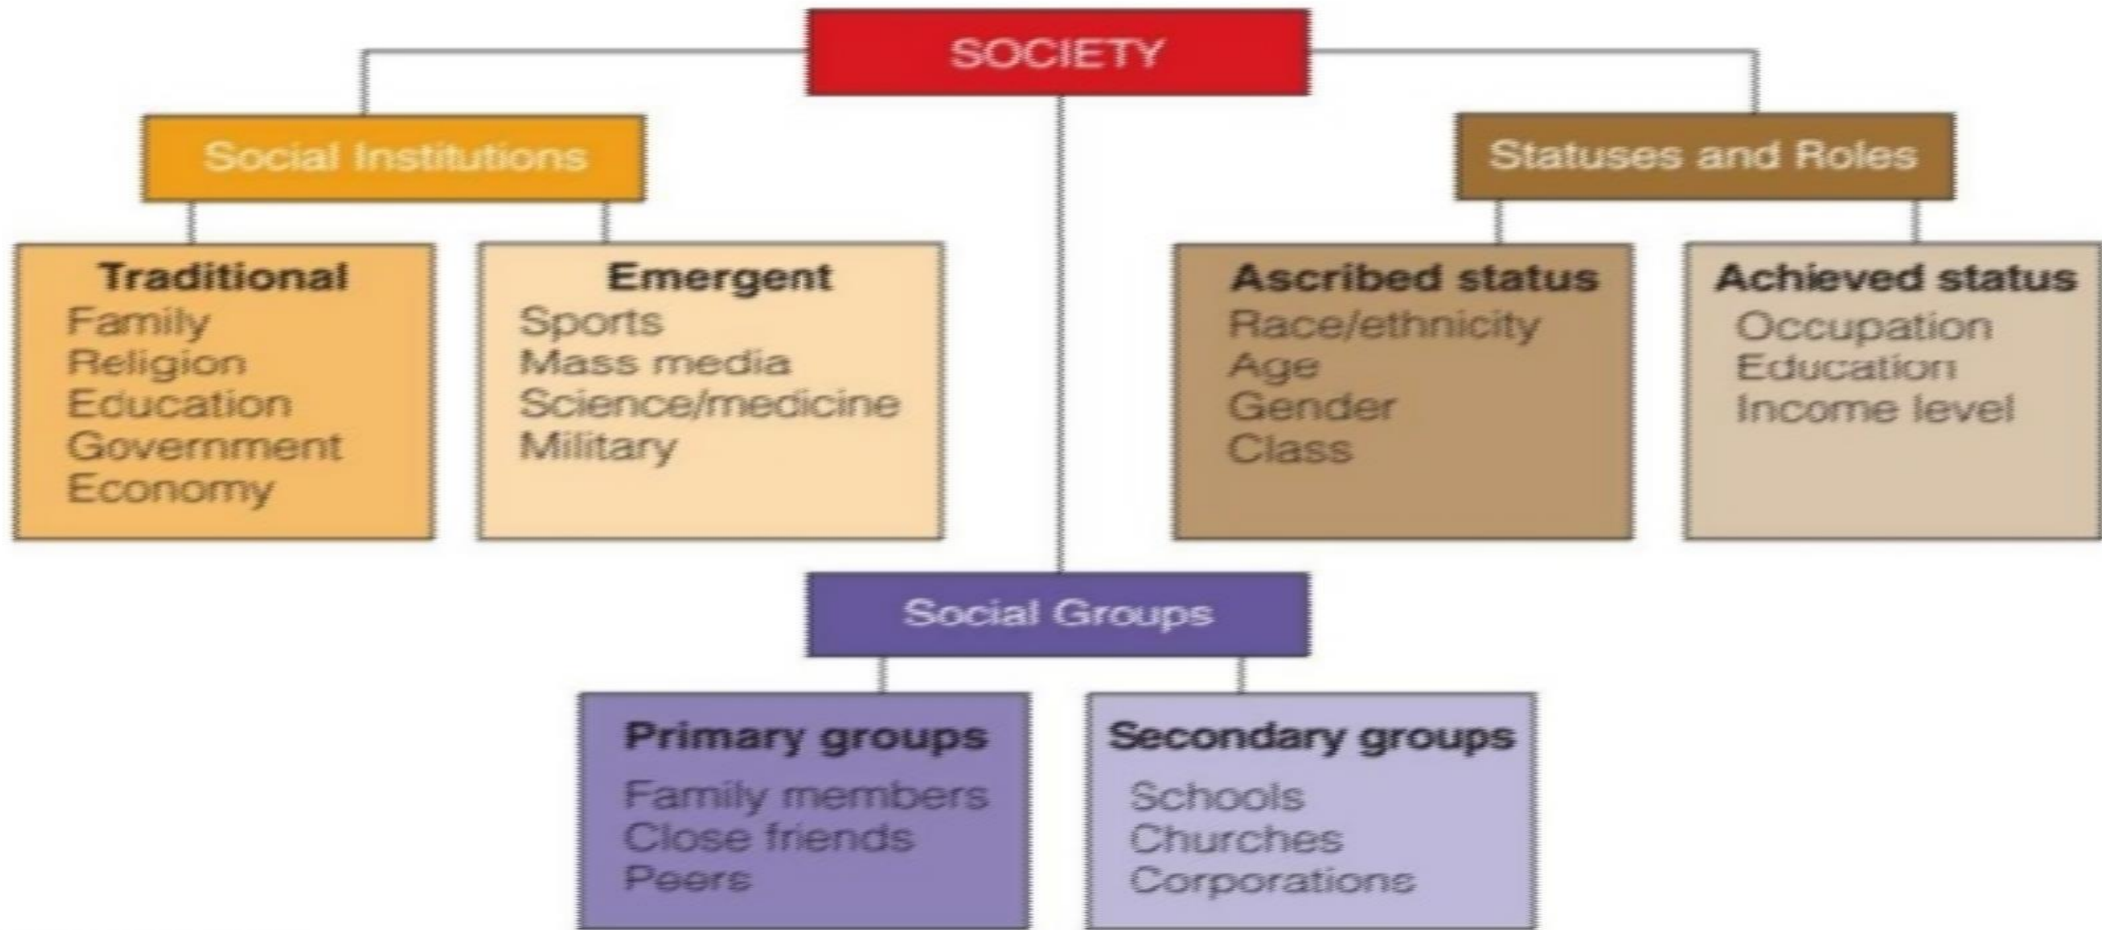 SOCIETY
Social Institutions
Statuses and Roles
Traditional
Family
Religion
Education
Government
Economy
Emergent
Sports
Mass media
Science/medicine
Military
Ascribed status
Race/ethnicity
Age
Gender
Class
Achieved status
Occupation
Education
Income level
Social Groups
Primary groups
Family members
Close friends
Peers
Secondary groups
Schools
Churches
Corporations